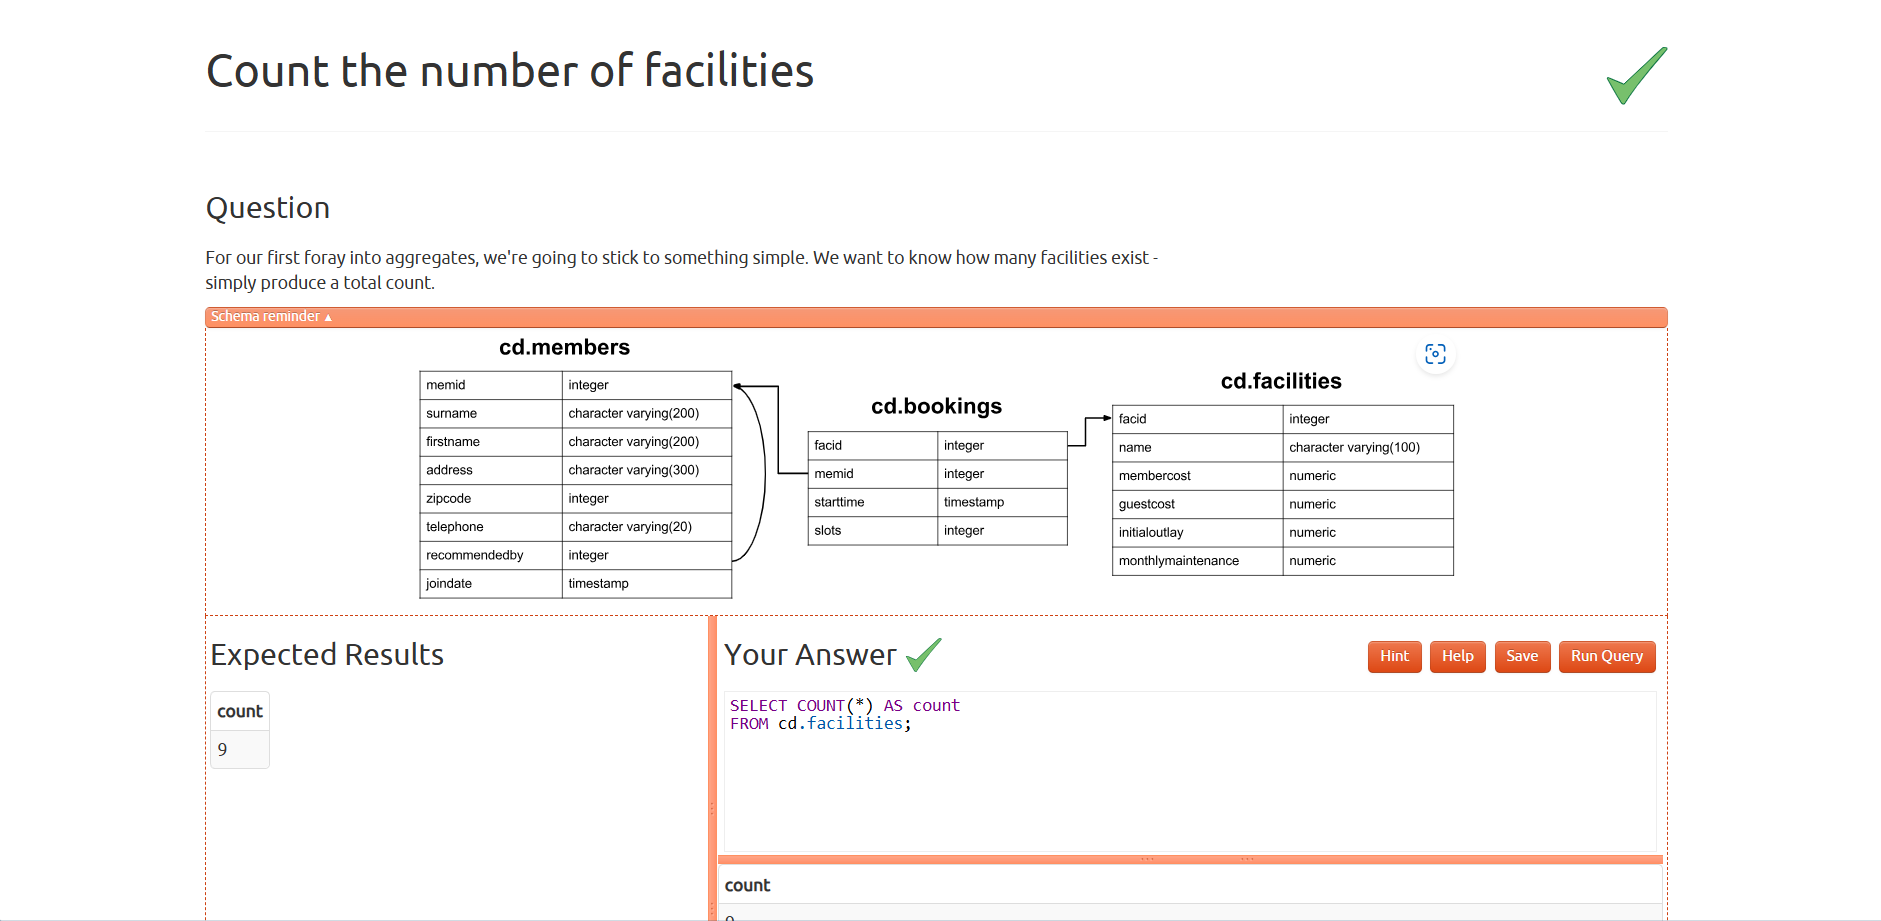 Count the number of facilities
Question
For our first foray into aggregates, we're going to stick to something simple. We want to know how many facilities exist -
simply produce a total count.
Schema reminder ▲
cd.members
memid integer
surname character varying(200)
firstname character varying(200)
address character varying(300)
zipcode integer
telephone character varying(20)
recommendedby integer
joindate timestamp
cd.bookings
facid integer
memid integer
starttime timestamp
slots integer
cd.facilities
facid integer
name character varying(100)
membercost numeric
guestcost numeric
initialoutlay numeric
monthlymaintenance numeric
Expected Results
count
9
Your Answer
Hint Help Save Run Query
SELECT COUNT(*) AS count
FROM cd.facilities;
count